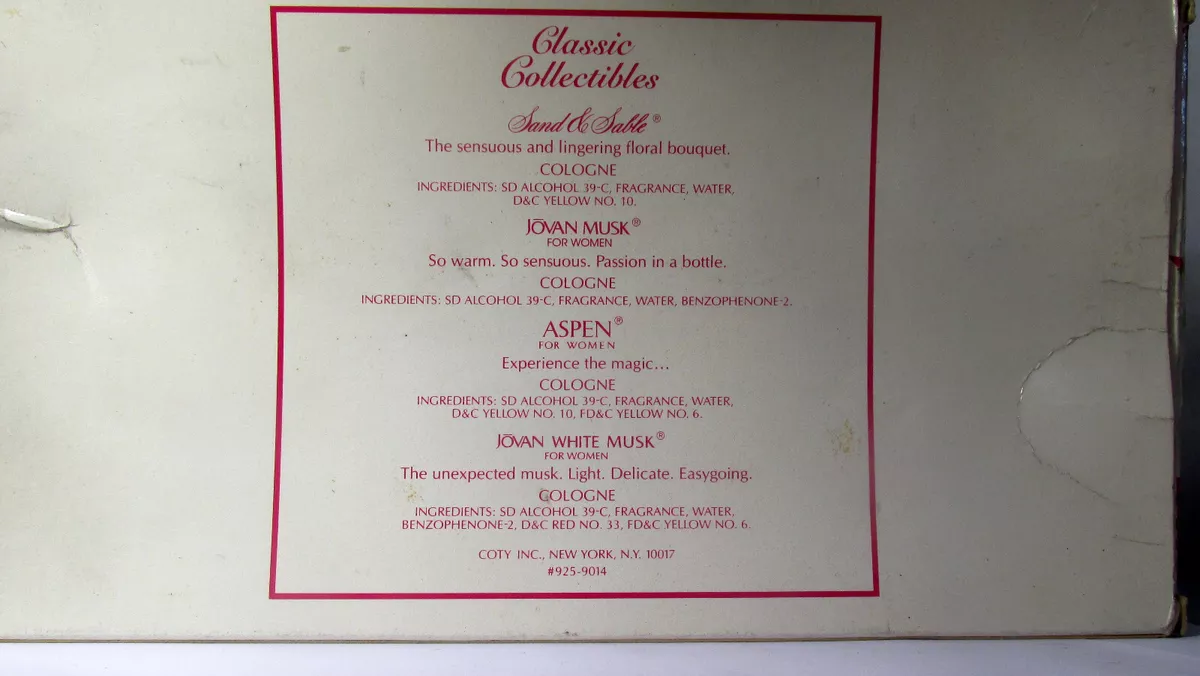 Classic
Collectibles
Sand & Sable®
The sensuous and lingering floral bouquet.
COLOGNE
INGREDIENTS: SD ALCOHOL 39-C, FRAGRANCE, WATER,
D&C YELLOW NO. 10.
JŌVAN MUSK®
FOR WOMEN
So warm. So sensuous. Passion in a bottle.
COLOGNE
INGREDIENTS: SD ALCOHOL 39-C, FRAGRANCE, WATER, BENZOPHENONE-2.
ASPEN®
FOR WOMEN
Experience the magic...
COLOGNE
INGREDIENTS: SD ALCOHOL 39-C, FRAGRANCE, WATER,
D&C YELLOW NO. 10, FD&C YELLOW NO. 6.
JŌVAN WHITE MUSK®
FOR WOMEN
The unexpected musk. Light. Delicate. Easygoing.
COLOGNE
INGREDIENTS: SD ALCOHOL 39-C, FRAGRANCE, WATER,
BENZOPHENONE-2, D&C RED NO. 33, FD&C YELLOW NO. 6.
COTY INC., NEW YORK, N.Y. 10017
#925-9014